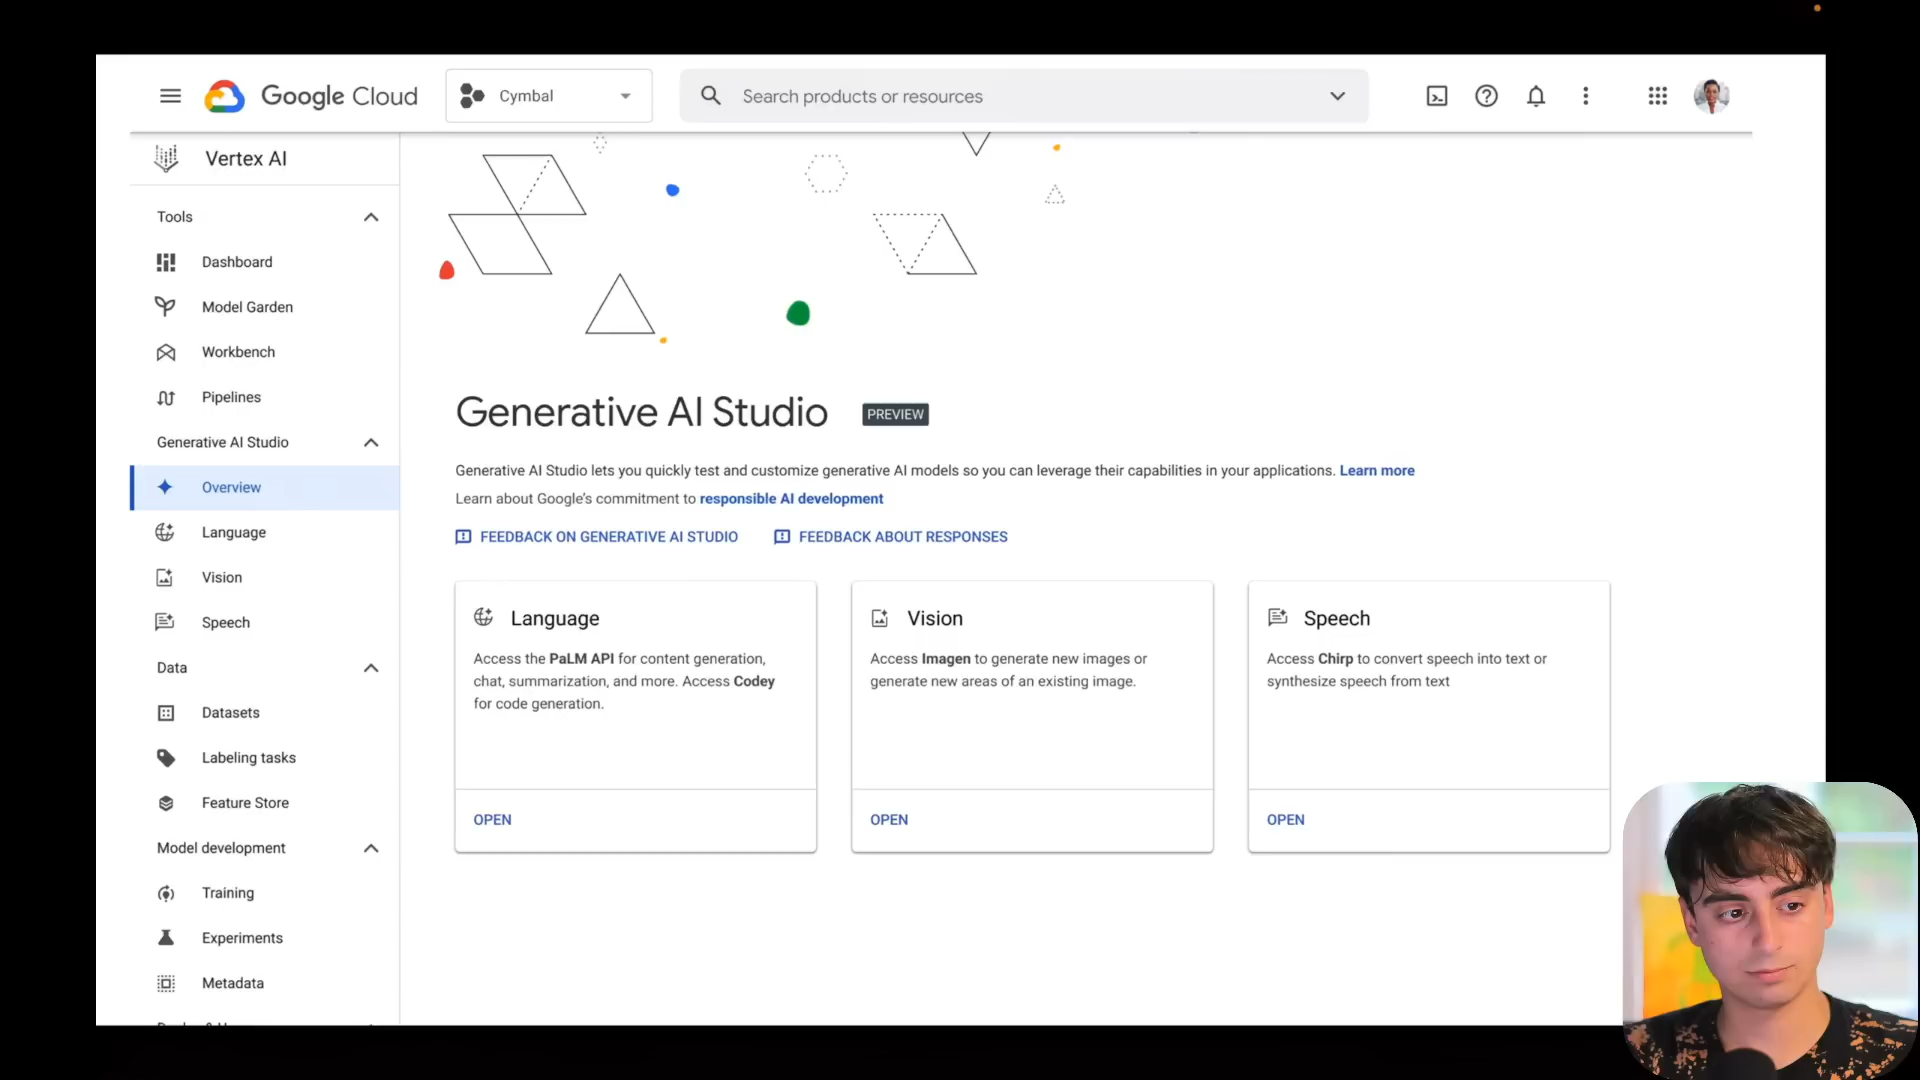 Google Cloud
Cymbal
Search products or resources
Vertex AI
Tools
Dashboard
Model Garden
Workbench
Pipelines
Generative AI Studio
Overview
Language
Vision
Speech
Data
Datasets
Labeling tasks
Feature Store
Model development
Training
Experiments
Metadata
Generative AI Studio
PREVIEW
Generative AI Studio lets you quickly test and customize generative AI models so you can leverage their capabilities in your applications. Learn more
Learn about Google's commitment to responsible AI development
FEEDBACK ON GENERATIVE AI STUDIO
FEEDBACK ABOUT RESPONSES
Language
Access the PaLM API for content generation,
chat, summarization, and more. Access Codey
for code generation.
OPEN
Vision
Access Imagen to generate new images or
generate new areas of an existing image.
OPEN
Speech
Access Chirp to convert speech into text or
synthesize speech from text
OPEN